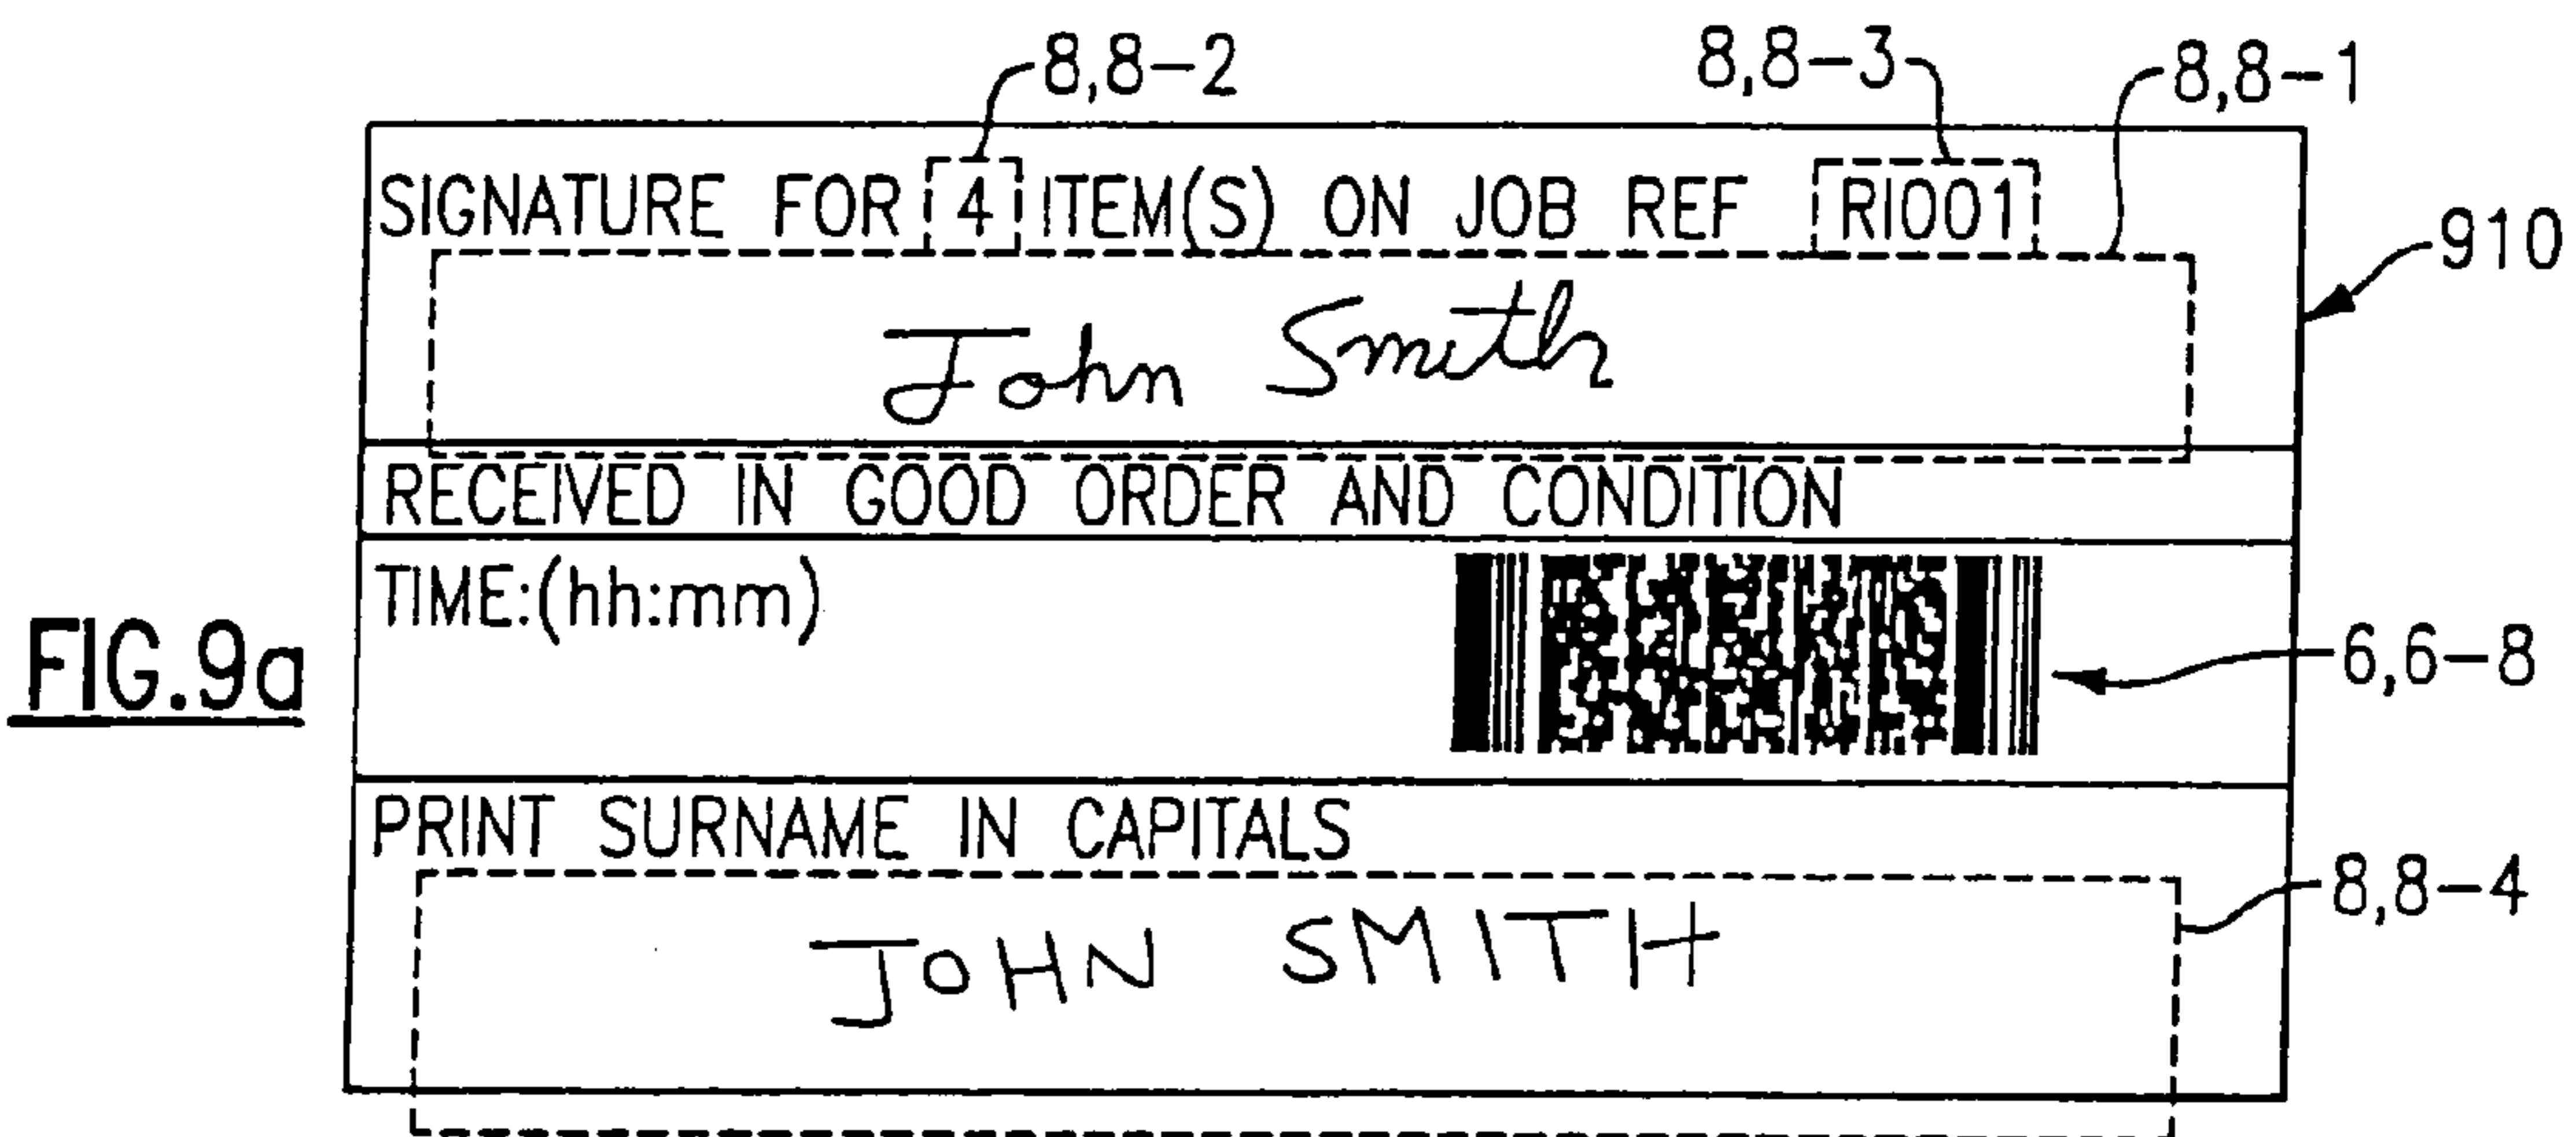 8,8-2 8,8-3 8,8-1
SIGNATURE FOR 4 ITEM(S) ON JOB REF RI001
910
John Smith
RECEIVED IN GOOD ORDER AND CONDITION
TIME:(hh:mm)
FIG.9a
6,6-8
PRINT SURNAME IN CAPITALS
8,8-4
JOHN SMITH